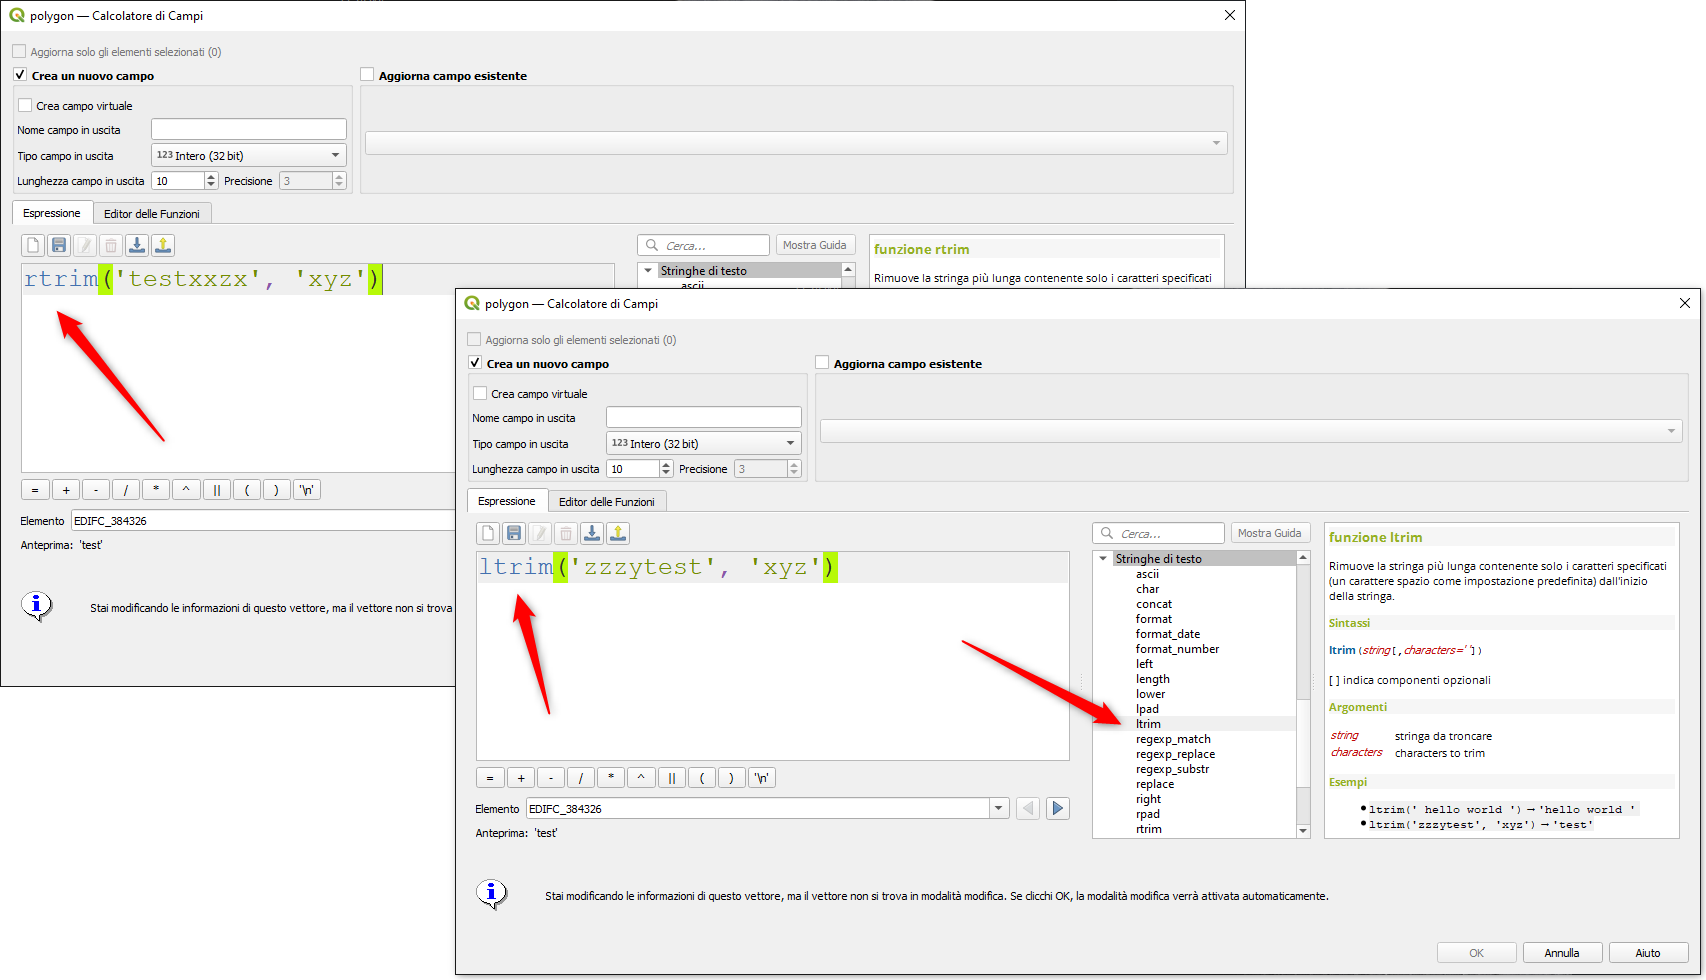 polygon — Calcolatore di Campi
Aggiorna solo gli elementi selezionati (0)
Crea un nuovo campo
Aggiorna campo esistente
Crea campo virtuale
Nome campo in uscita
Tipo campo in uscita
123 Intero (32 bit)
Lunghezza campo in uscita
10
Precisione
3
Espressione
Editor delle Funzioni
Cerca...
Mostra Guida
funzione rtrim
rtrim('testxxzx', 'xyz')
Stringhe di testo
ascii
Rimuove la stringa più lunga contenente solo i caratteri specificati
= + - / * ^ || ( ) '\n'
Elemento
EDIFC_384326
Anteprima: 'test'
Stai modificando le informazioni di questo vettore, ma il vettore non si trova
polygon — Calcolatore di Campi
Aggiorna solo gli elementi selezionati (0)
Crea un nuovo campo
Aggiorna campo esistente
Crea campo virtuale
Nome campo in uscita
Tipo campo in uscita
123 Intero (32 bit)
Lunghezza campo in uscita
10
Precisione
3
Espressione
Editor delle Funzioni
ltrim('zzzytest', 'xyz')
= + - / * ^ || ( ) '\n'
Elemento
EDIFC_384326
Anteprima: 'test'
Cerca...
Mostra Guida
Stringhe di testo
ascii
char
concat
format
format_date
format_number
left
length
lower
lpad
ltrim
regexp_match
regexp_replace
regexp_substr
replace
right
rpad
rtrim
funzione ltrim
Rimuove la stringa più lunga contenente solo i caratteri specificati
(un carattere spazio come impostazione predefinita) dall'inizio
della stringa.
Sintassi
ltrim(string[,characters=' '])
[ ] indica componenti opzionali
Argomenti
string stringa da troncare
characters characters to trim
Esempi
• ltrim(' hello world ') → 'hello world '
• ltrim('zzzytest', 'xyz') → 'test'
Stai modificando le informazioni di questo vettore, ma il vettore non si trova in modalità modifica. Se clicchi OK, la modalità modifica verrà attivata automaticamente.
OK
Annulla
Aiuto